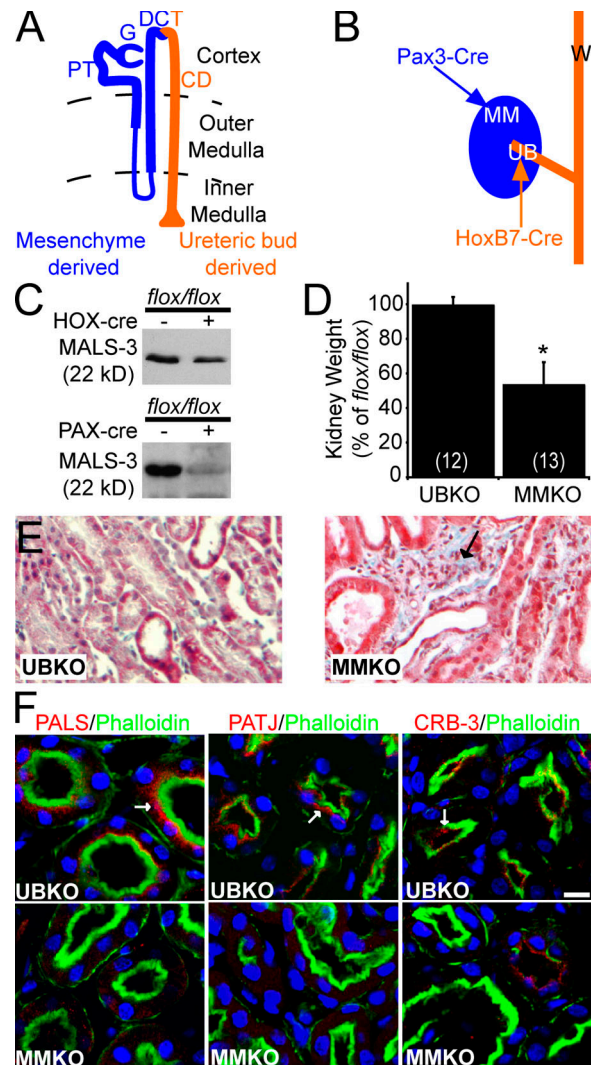 A
DCT
G
PT
Cortex
CD
Outer
Medulla
Inner
Medulla
Mesenchyme
derived
Ureteric bud
derived
B
W
Pax3-Cre
MM
UB
HoxB7-Cre
C
flox/flox
HOX-cre - +
MALS-3
(22 kD)
flox/flox
PAX-cre - +
MALS-3
(22 kD)
D
Kidney Weight
(% of flox/flox)
100
80
60
40
20
0
*
(12) (13)
UBKO MMKO
E
UBKO
MMKO
F
PALS/Phalloidin PATJ/Phalloidin CRB-3/Phalloidin
UBKO UBKO UBKO
MMKO MMKO MMKO